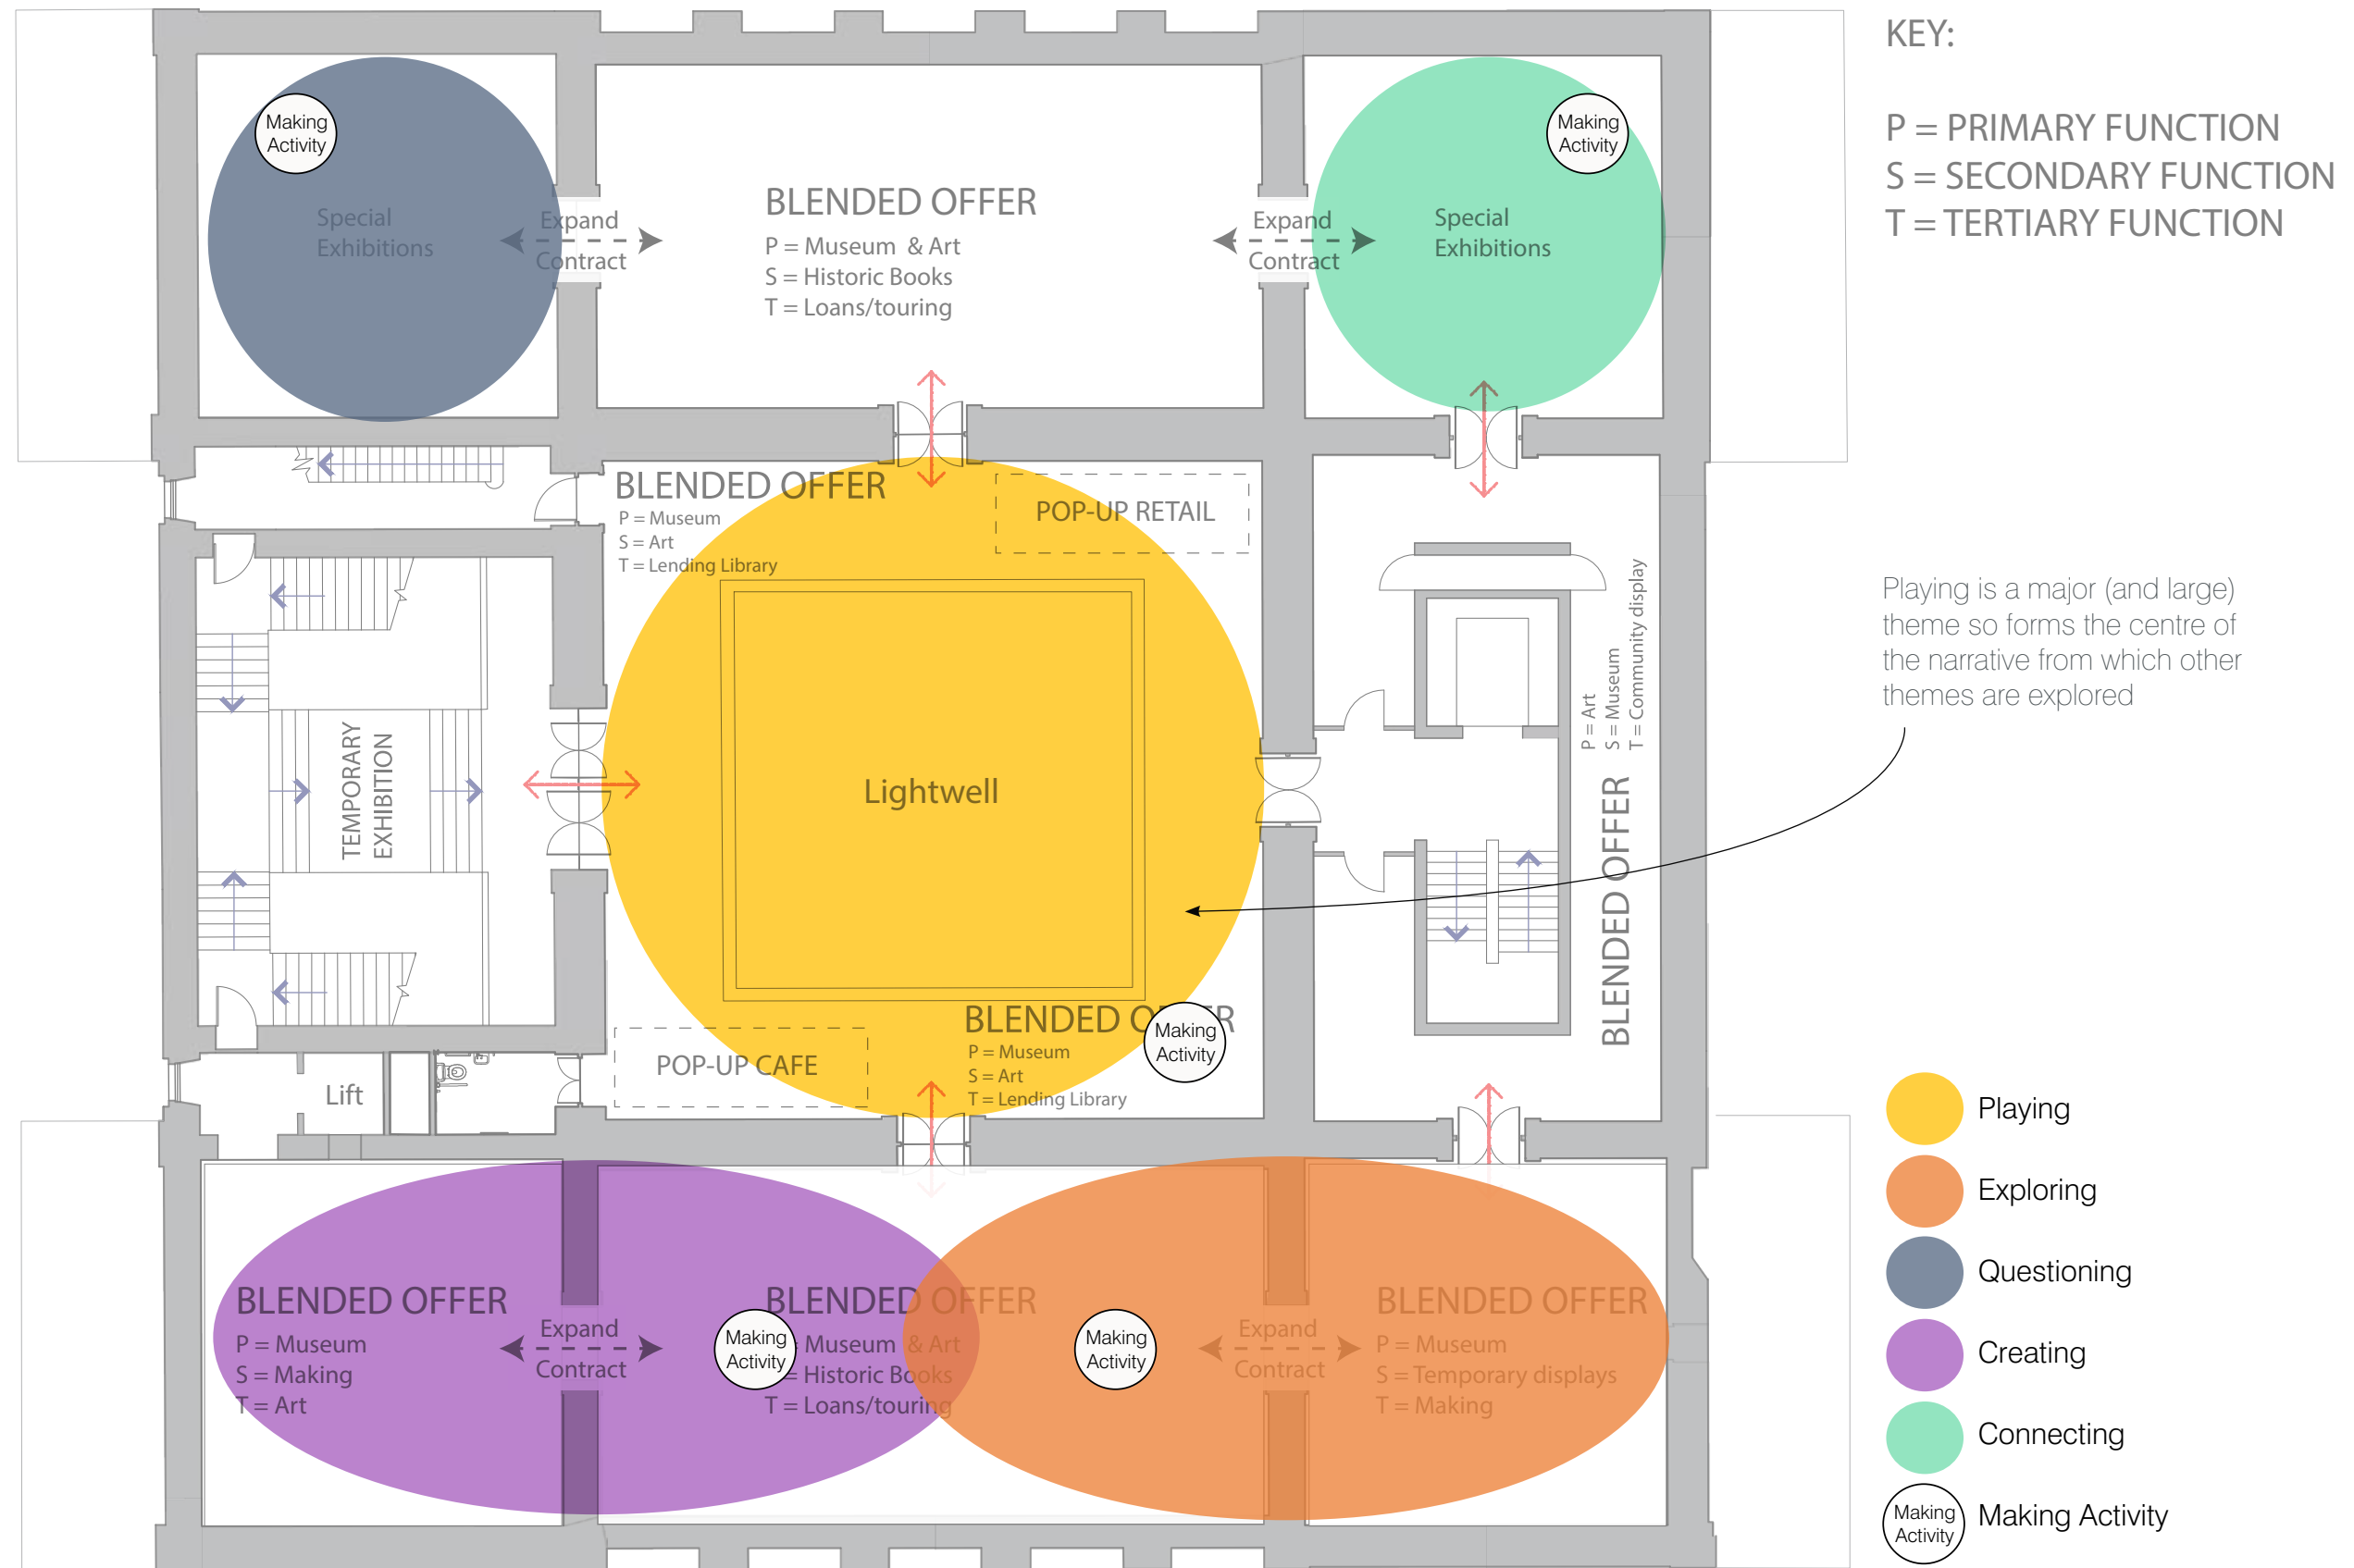 KEY:
P = PRIMARY FUNCTION
S = SECONDARY FUNCTION
T = TERTIARY FUNCTION
Making
Activity
Special
Exhibitions
Expand
Contract
BLENDED OFFER
P = Museum & Art
S = Historic Books
T = Loans/touring
Expand
Contract
Making
Activity
Special
Exhibitions
BLENDED OFFER
P = Museum
S = Art
T = Lending Library
POP-UP RETAIL
TEMPORARY
EXHIBITION
Lightwell
BLENDED OFFER
P = Art
S = Museum
T = Community display
Playing is a major (and large)
theme so forms the centre of
the narrative from which other
themes are explored
Lift
POP-UP CAFE
BLENDED OFFER
P = Museum
S = Art
T = Lending Library
Making
Activity
BLENDED OFFER
P = Museum
S = Making
T = Art
Expand
Contract
Making
Activity
BLENDED OFFER
= Museum & Art
= Historic Books
T = Loans/touring
Making
Activity
Expand
Contract
BLENDED OFFER
P = Museum
S = Temporary displays
T = Making
Playing
Exploring
Questioning
Creating
Connecting
Making
Activity
Making Activity